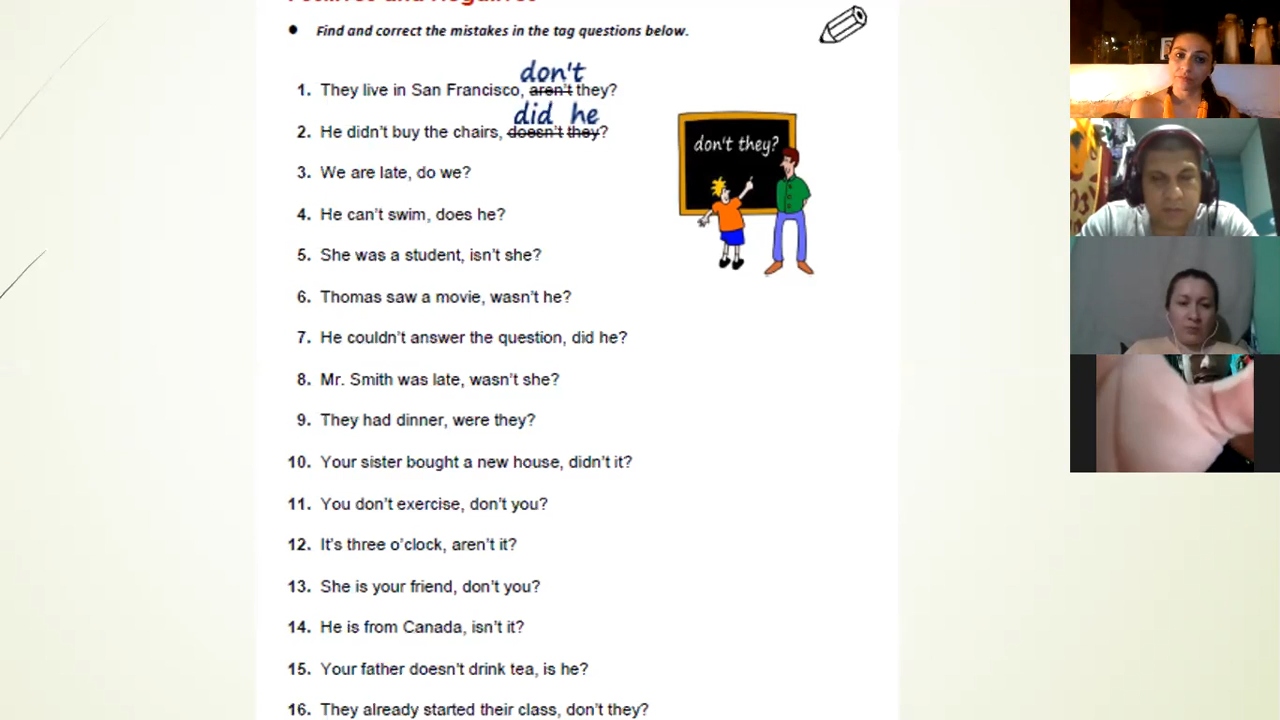 Find and correct the mistakes in the tag questions below.
don't
1. They live in San Francisco, aren't they?
did he
2. He didn't buy the chairs, doesn't they?
3. We are late, do we?
4. He can't swim, does he?
5. She was a student, isn't she?
6. Thomas saw a movie, wasn't he?
7. He couldn't answer the question, did he?
8. Mr. Smith was late, wasn't she?
9. They had dinner, were they?
10. Your sister bought a new house, didn't it?
11. You don't exercise, don't you?
12. It's three o'clock, aren't it?
13. She is your friend, don't you?
14. He is from Canada, isn't it?
15. Your father doesn't drink tea, is he?
16. They already started their class, don't they?
don't they?